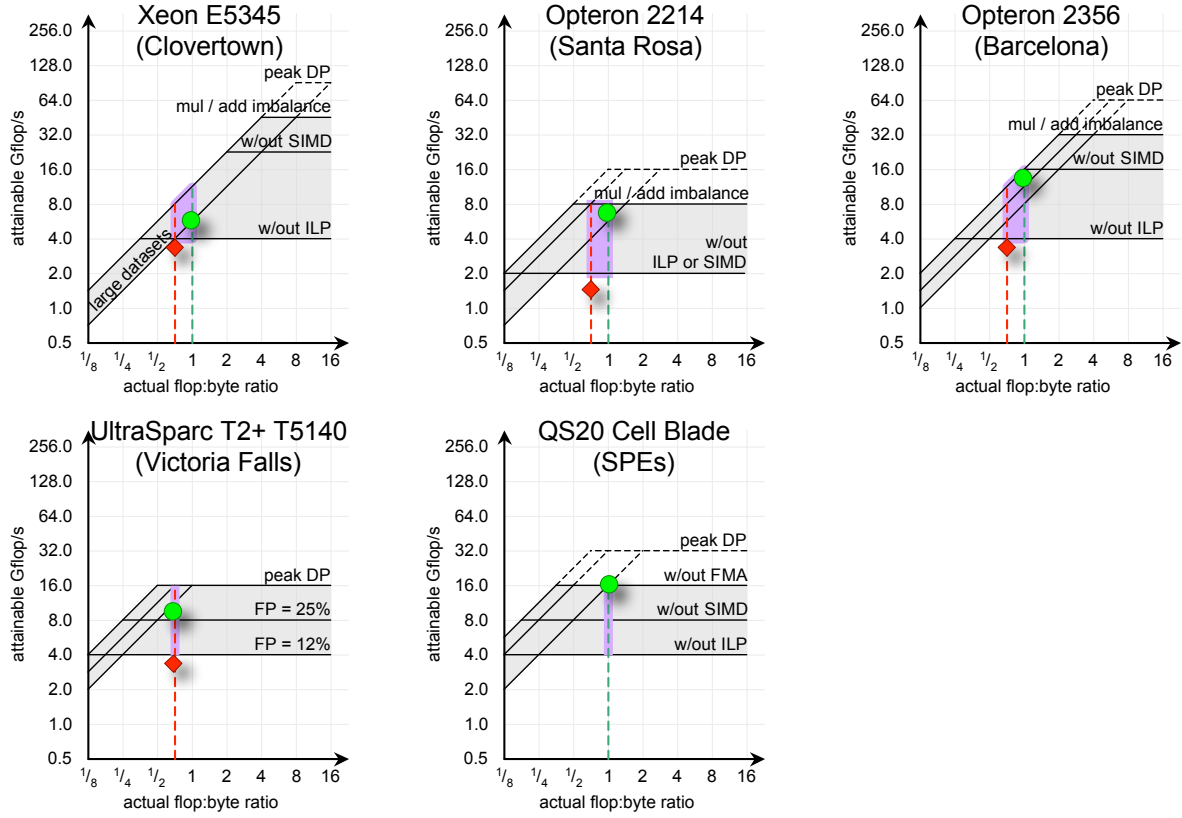 Xeon E5345
(Clovertown)
attainable Gflop/s
256.0
128.0
64.0
32.0
16.0
8.0
4.0
2.0
1.0
0.5
peak DP
mul / add imbalance
w/out SIMD
w/out ILP
large datasets
1/8 1/4 1/2 1 2 4 8 16
actual flop:byte ratio
Opteron 2214
(Santa Rosa)
attainable Gflop/s
256.0
128.0
64.0
32.0
16.0
8.0
4.0
2.0
1.0
0.5
peak DP
mul / add imbalance
w/out
ILP or SIMD
1/8 1/4 1/2 1 2 4 8 16
actual flop:byte ratio
Opteron 2356
(Barcelona)
attainable Gflop/s
256.0
128.0
64.0
32.0
16.0
8.0
4.0
2.0
1.0
0.5
peak DP
mul / add imbalance
w/out SIMD
w/out ILP
1/8 1/4 1/2 1 2 4 8 16
actual flop:byte ratio
UltraSparc T2+ T5140
(Victoria Falls)
attainable Gflop/s
256.0
128.0
64.0
32.0
16.0
8.0
4.0
2.0
1.0
0.5
peak DP
FP = 25%
FP = 12%
1/8 1/4 1/2 1 2 4 8 16
actual flop:byte ratio
QS20 Cell Blade
(SPEs)
attainable Gflop/s
256.0
128.0
64.0
32.0
16.0
8.0
4.0
2.0
1.0
0.5
peak DP
w/out FMA
w/out SIMD
w/out ILP
1/8 1/4 1/2 1 2 4 8 16
actual flop:byte ratio